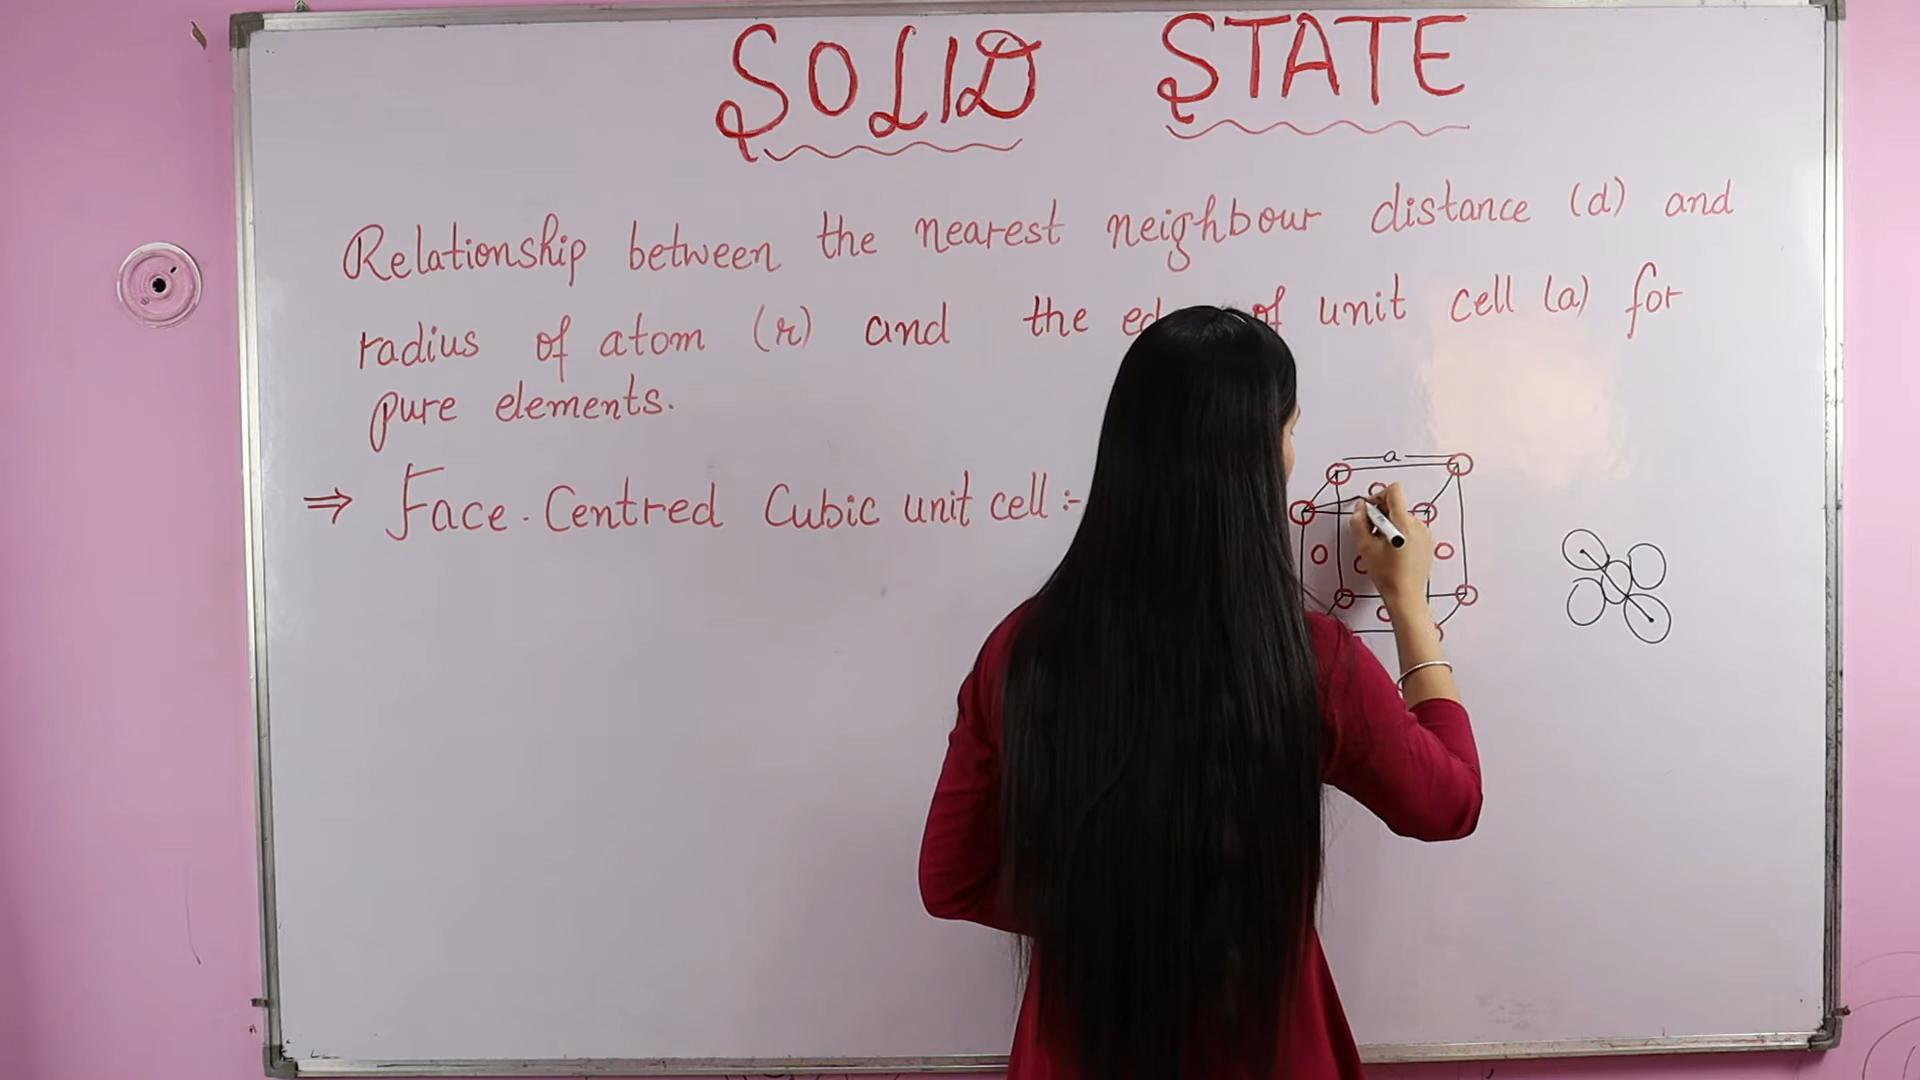 SOLID STATE
Relationship between the nearest neighbour distance (d) and
radius of atom (r) and the of unit cell (a) for
pure elements.
⇒ Face-Centred Cubic unit cell :-
a